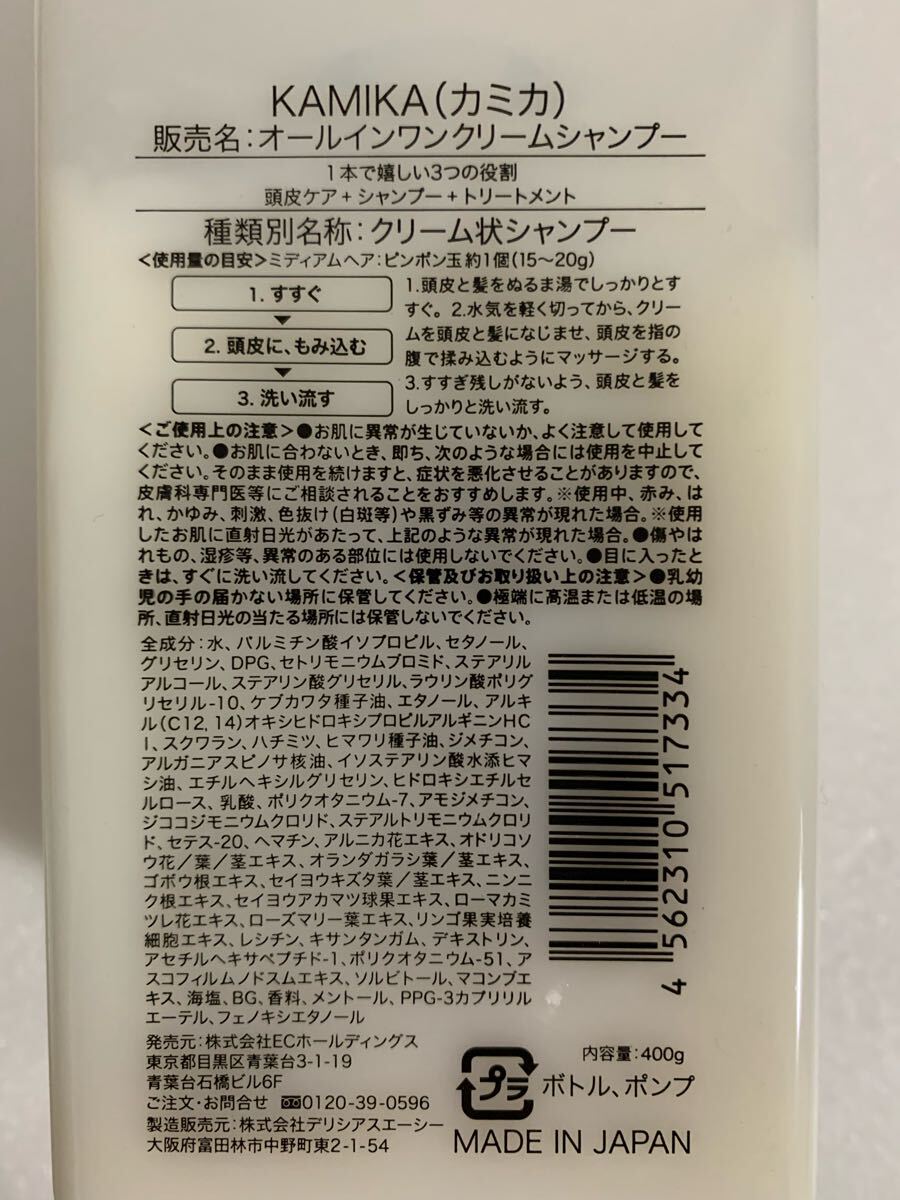 KAMIKA(カミカ)
販売名:オールインワンクリームシャンプー
1本で嬉しい3つの役割
頭皮ケア+シャンプー+トリートメント
種類別名称:クリーム状シャンプー
<使用量の目安>ミディアムヘア:ピンポン玉約1個(15〜20g)
1. すすぐ
2. 頭皮に、もみ込む
3. 洗い流す
1.頭皮と髪をぬるま湯でしっかりとす
すぐ。2.水気を軽く切ってから、クリー
ムを頭皮と髪になじませ、頭皮を指の
腹で揉み込むようにマッサージする。
3.すすぎ残しがないよう、頭皮と髪を
しっかりと洗い流す。
<ご使用上の注意>●お肌に異常が生じていないか、よく注意して使用して
ください。●お肌に合わないとき、即ち、次のような場合には使用を中止して
ください。そのまま使用を続けますと、症状を悪化させることがありますので、
皮膚科専門医等にご相談されることをおすすめします。※使用中、赤み、は
れ、かゆみ、刺激、色抜け(白斑等)や黒ずみ等の異常が現れた場合。※使用
したお肌に直射日光があたって、上記のような異常が現れた場合。●傷やは
れもの、湿疹等、異常のある部位には使用しないでください。●目に入ったと
きは、すぐに洗い流してください。<保管及びお取り扱い上の注意>●乳幼
児の手の届かない場所に保管してください。●極端に高温または低温の場
所、直射日光の当たる場所には保管しないでください。
全成分:水、パルミチン酸イソプロピル、セタノール、
グリセリン、DPG、セトリモニウムブロミド、ステアリル
アルコール、ステアリン酸グリセリル、ラウリン酸ポリグ
リセリル-10、ケブカワタ種子油、エタノール、アルキ
ル(C12, 14)オキシヒドロキシプロピルアルギニンHC
l、スクワラン、ハチミツ、ヒマワリ種子油、ジメチコン、
アルガニアスピノサ核油、イソステアリン酸水添ヒマ
シ油、エチルヘキシルグリセリン、ヒドロキシエチルセ
ルロース、乳酸、ポリクオタニウム-7、アモジメチコン、
ジココジモニウムクロリド、ステアルトリモニウムクロリ
ド、セテス-20、ヘマチン、アルニカ花エキス、オドリコソ
ウ花/葉/茎エキス、オランダガラシ葉/茎エキス、
ゴボウ根エキス、セイヨウキズタ葉/茎エキス、ニンニ
ク根エキス、セイヨウアカマツ球果エキス、ローマカミ
ツレ花エキス、ローズマリー葉エキス、リンゴ果実培養
細胞エキス、レシチン、キサンタンガム、デキストリン、
アセチルヘキサペプチド-1、ポリクオタニウム-51、ア
スコフィルムノドスムエキス、ソルビトール、マコンブエ
キス、海塩、BG、香料、メントール、PPG-3カプリリル
エーテル、フェノキシエタノール
4 562310 517334
発売元:株式会社ECホールディングス
東京都目黒区青葉台3-1-19
青葉台石橋ビル6F
ご注文・お問合せ 0120-39-0596
製造販売元:株式会社デリシアスエーシー
大阪府富田林市中野町東2-1-54
内容量:400g
プラ ボトル、ポンプ
MADE IN JAPAN